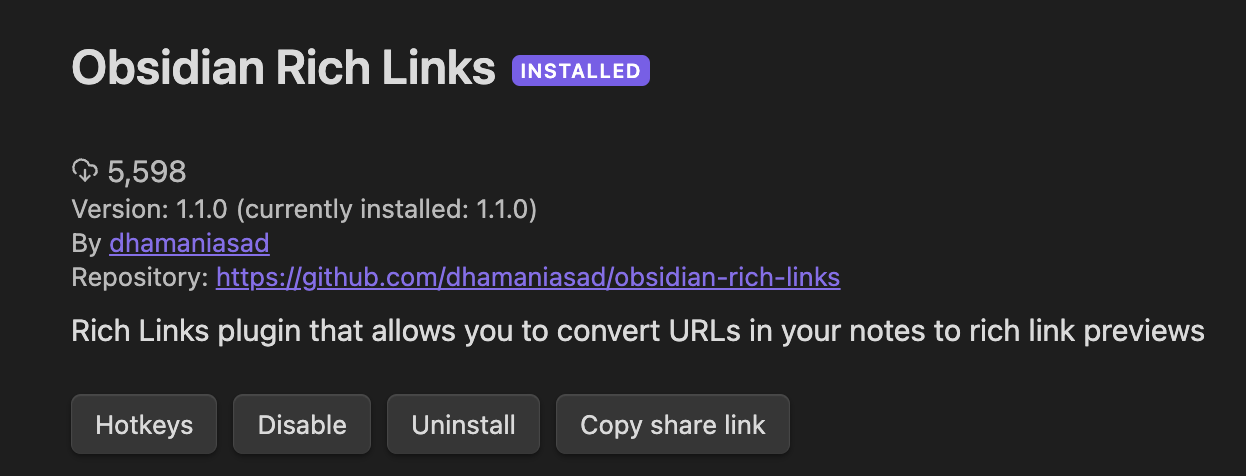 Obsidian Rich Links INSTALLED
5,598
Version: 1.1.0 (currently installed: 1.1.0)
By dhamaniasad
Repository: https://github.com/dhamaniasad/obsidian-rich-links
Rich Links plugin that allows you to convert URLs in your notes to rich link previews
Hotkeys Disable Uninstall Copy share link